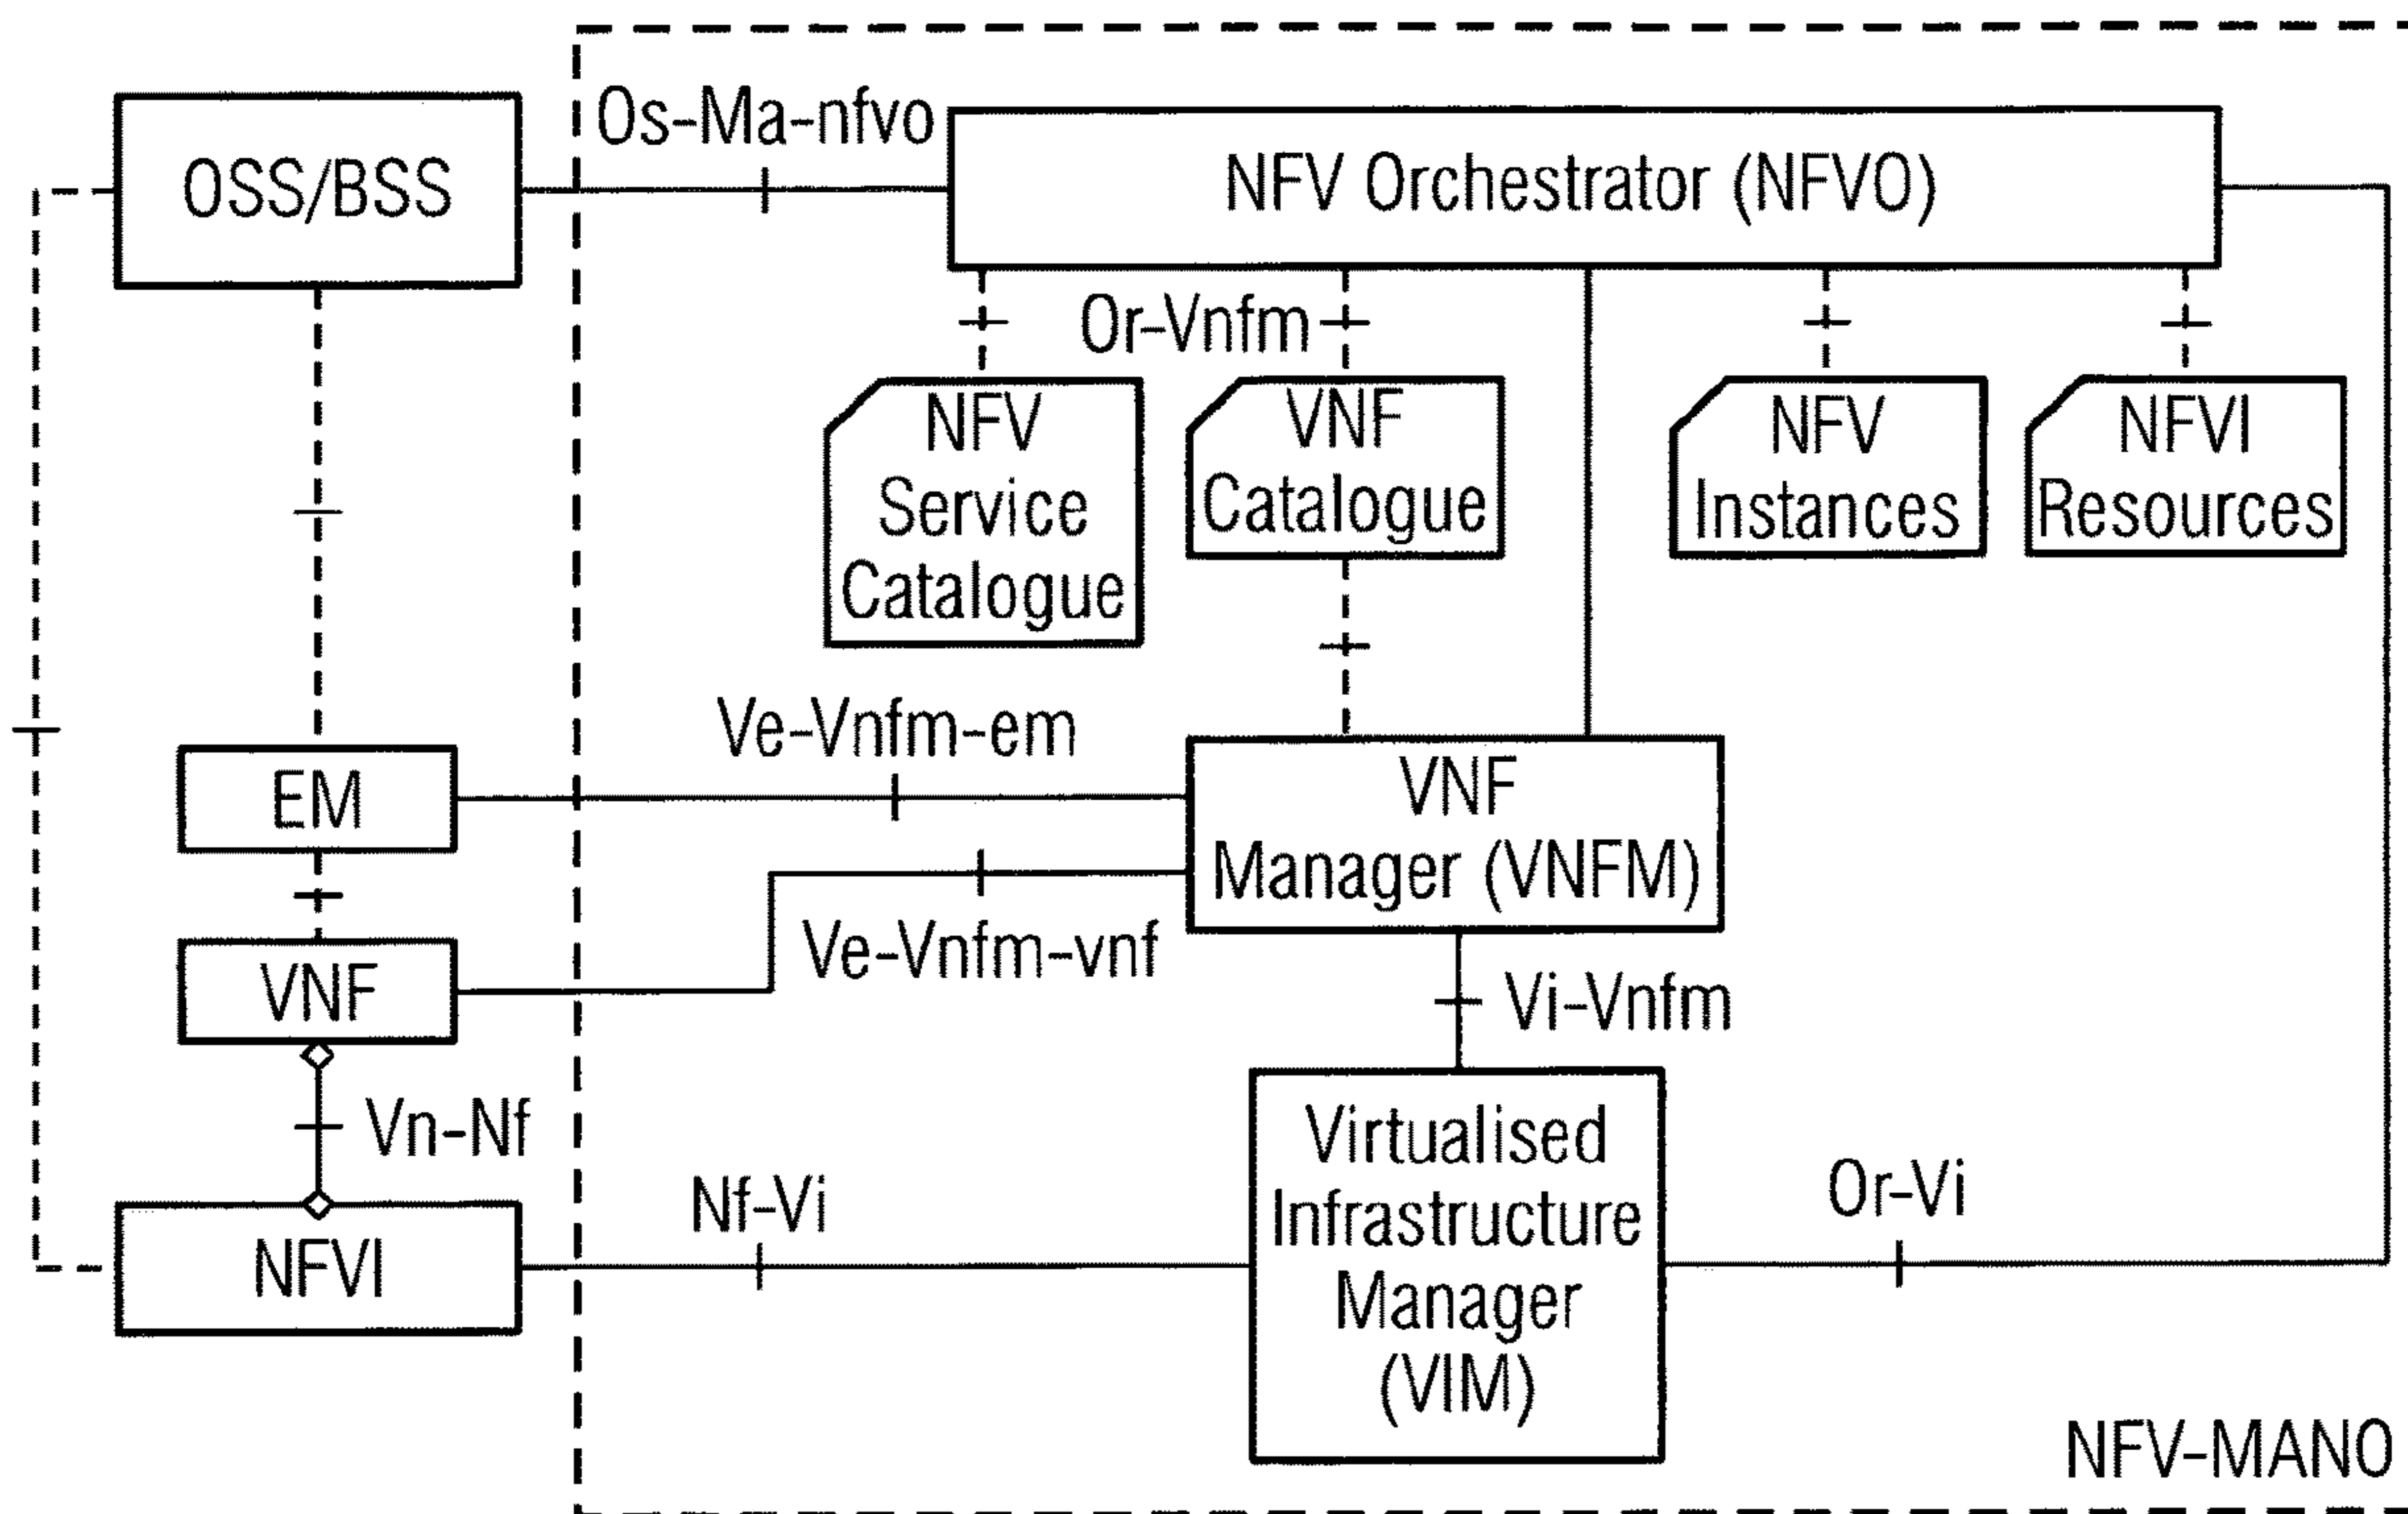 Os-Ma-nfvo
OSS/BSS
NFV Orchestrator (NFVO)
Or-Vnfm
NFV
Service
Catalogue
VNF
Catalogue
NFV
Instances
NFVI
Resources
Ve-Vnfm-em
EM
VNF
Manager (VNFM)
Ve-Vnfm-vnf
VNF
Vi-Vnfm
Vn-Nf
Virtualised
Infrastructure
Manager
(VIM)
Nf-Vi
Or-Vi
NFVI
NFV-MANO